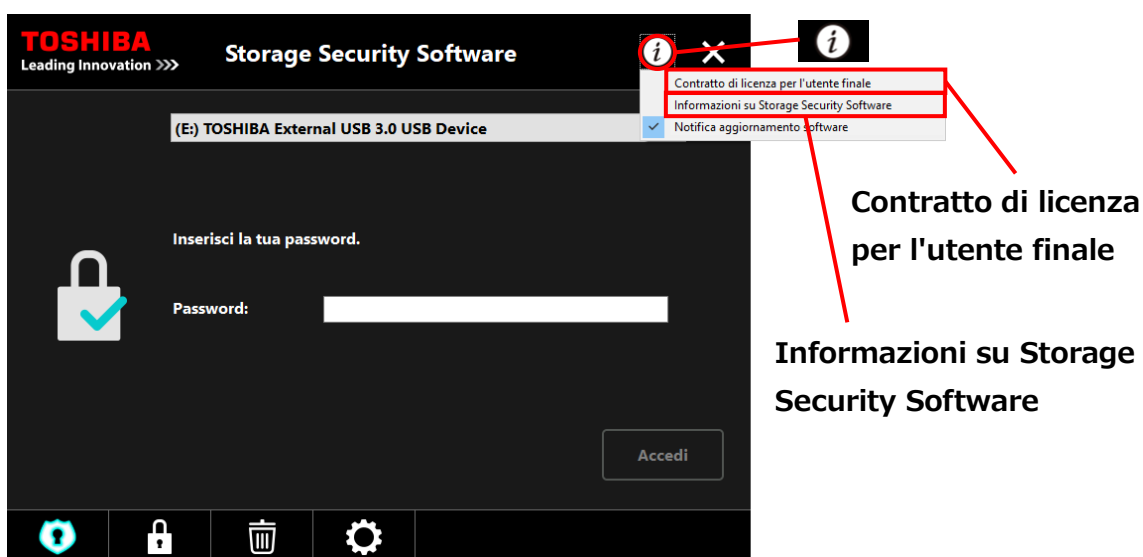 TOSHIBA
Leading Innovation >>>
Storage Security Software
Contratto di licenza per l'utente finale
Informazioni su Storage Security Software
Notifica aggiornamento software
(E:) TOSHIBA External USB 3.0 USB Device
Contratto di licenza
per l'utente finale
Inserisci la tua password.
Password:
Informazioni su Storage
Security Software
Accedi